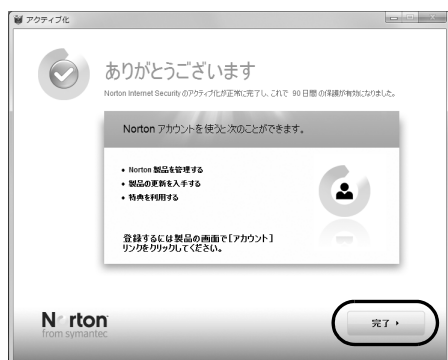 アクティブ化
ありがとうございます
Norton Internet Security のアクティブ化が正常に完了し、これで 90 日間の保護が有効になりました。
Norton アカウントを使うと次のことができます。
• Norton 製品を管理する
• 製品の更新を入手する
• 特典を利用する
登録するには製品の画面で [アカウント]
リンクをクリックしてください。
Norton
from symantec
完了